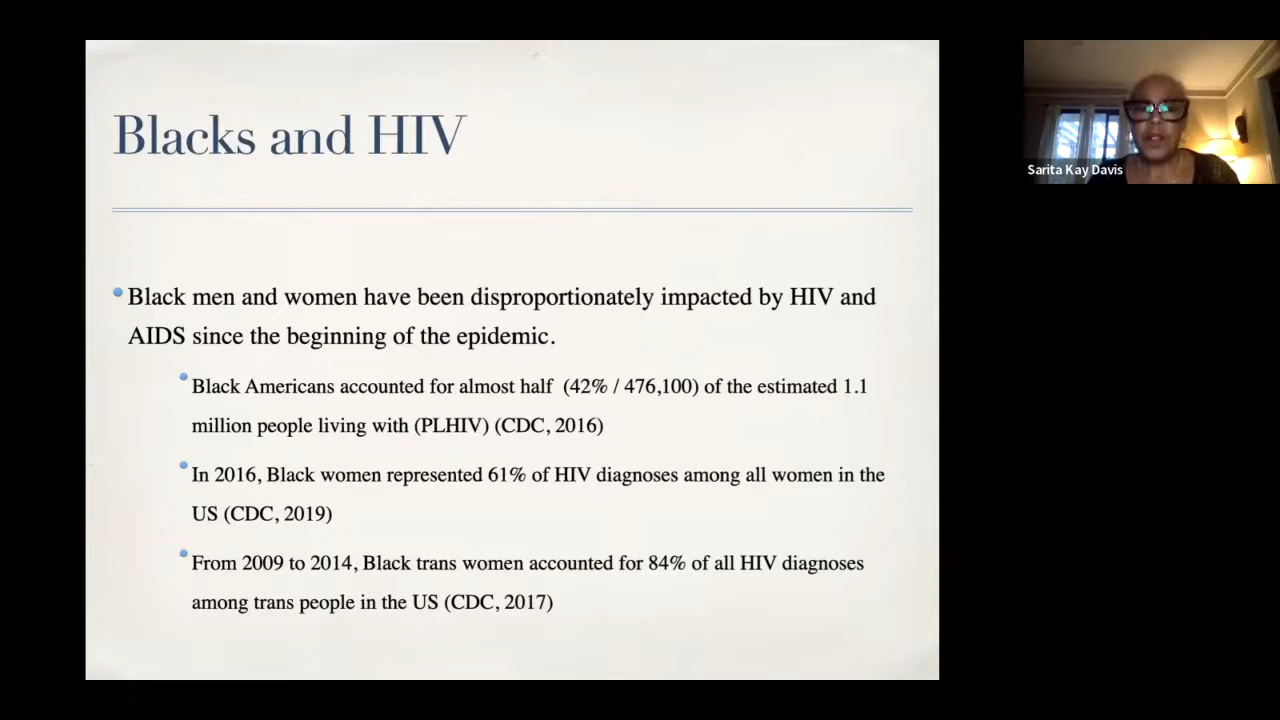 Blacks and HIV
Black men and women have been disproportionately impacted by HIV and
AIDS since the beginning of the epidemic.
Black Americans accounted for almost half (42% / 476,100) of the estimated 1.1
million people living with (PLHIV) (CDC, 2016)
In 2016, Black women represented 61% of HIV diagnoses among all women in the
US (CDC, 2019)
From 2009 to 2014, Black trans women accounted for 84% of all HIV diagnoses
among trans people in the US (CDC, 2017)
Sarita Kay Davis